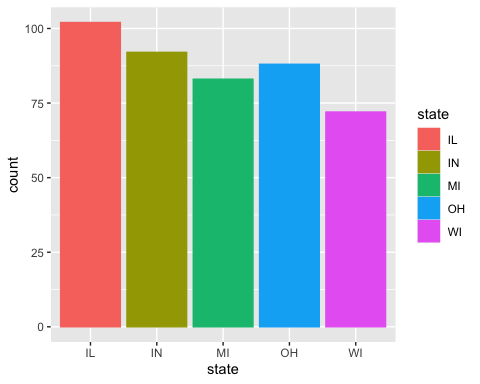 100
75
50
25
0
count
IL IN MI OH WI
state
state
IL
IN
MI
OH
WI